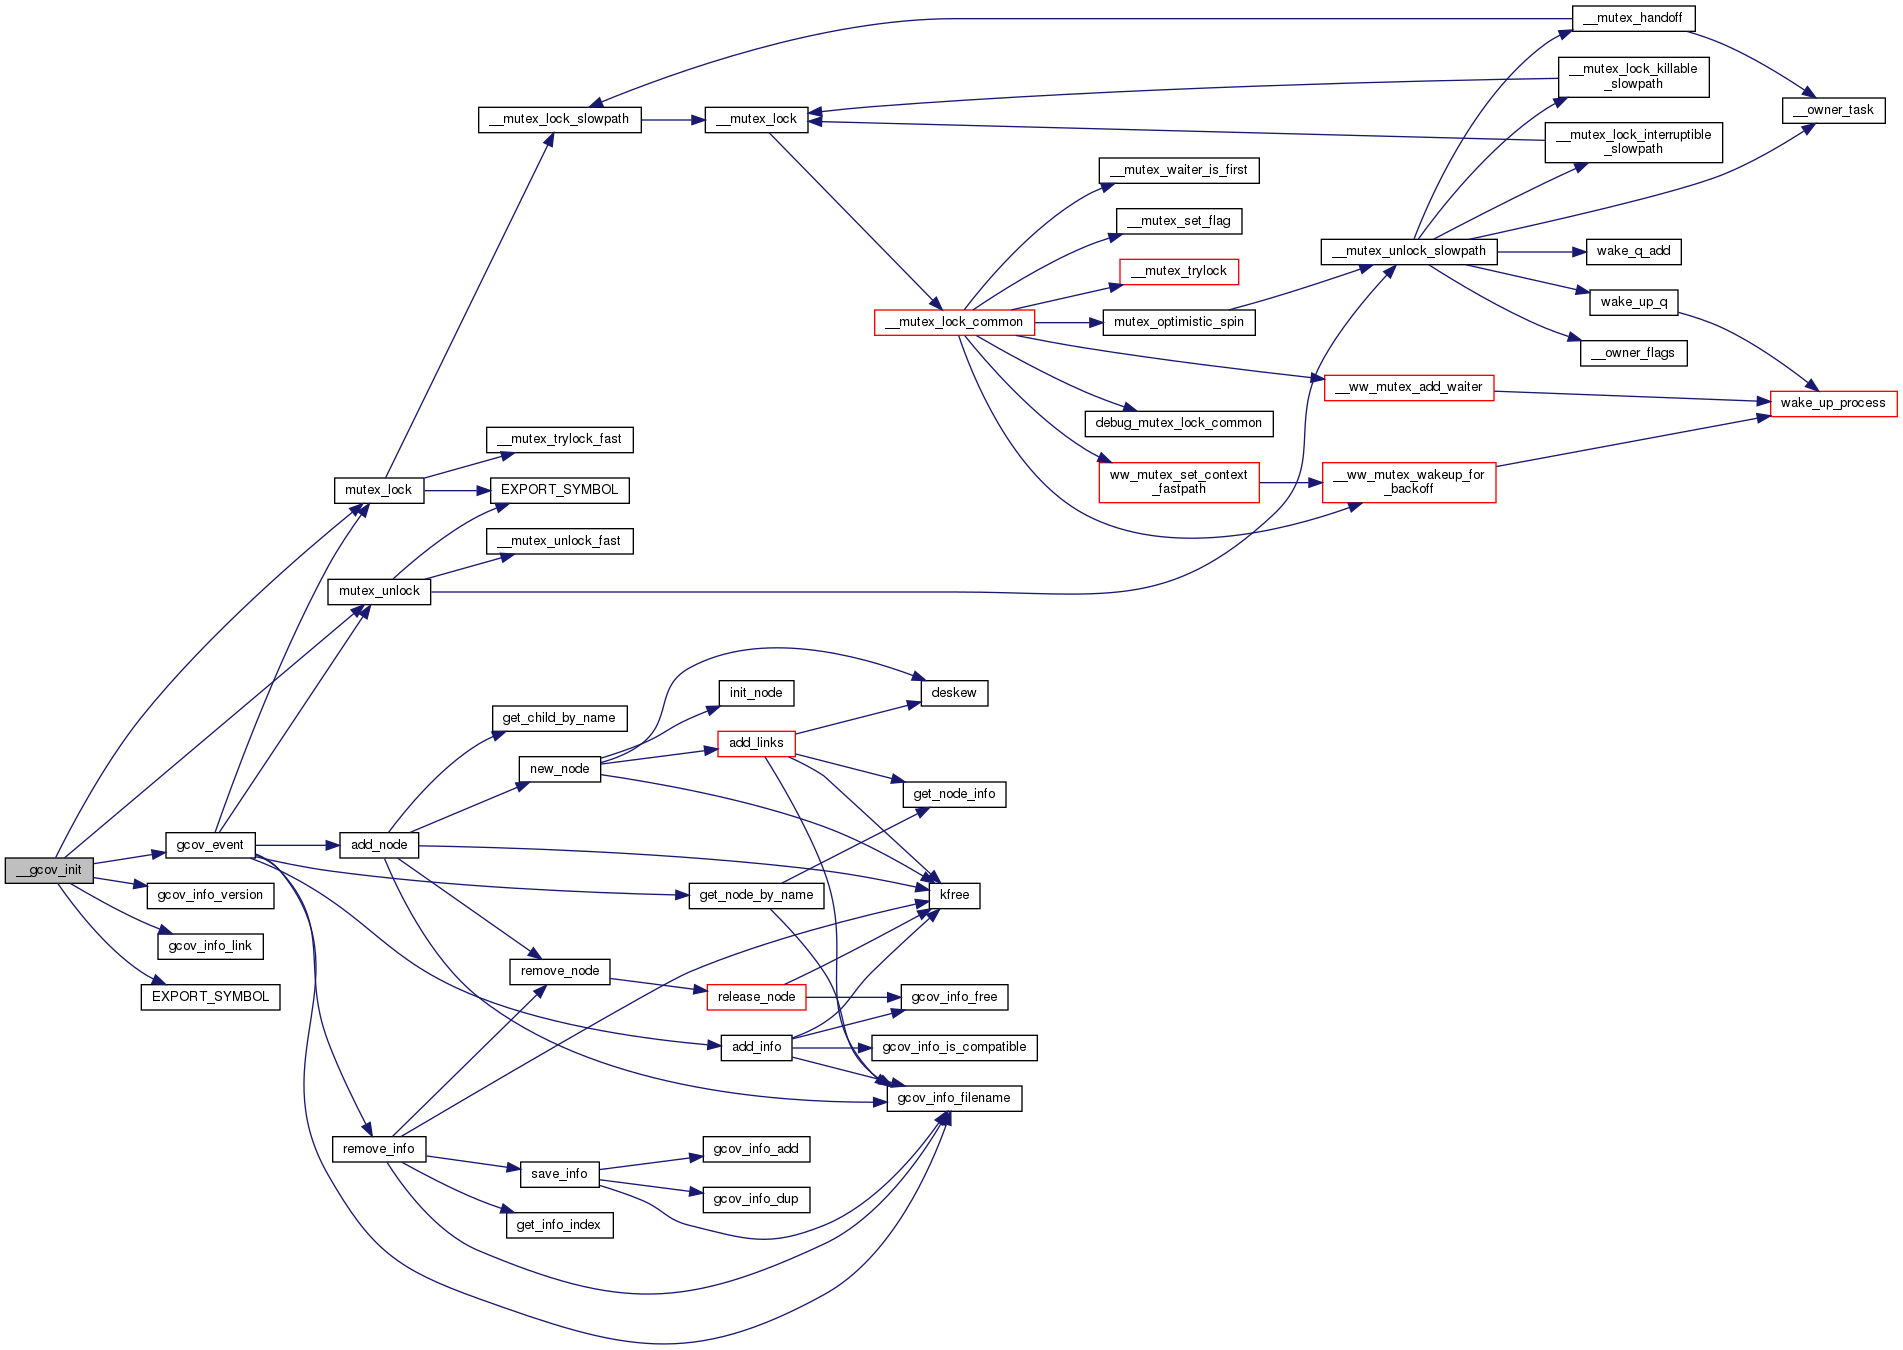 __mutex_handoff
__mutex_lock_killable
_slowpath
__owner_task
__mutex_lock_slowpath
__mutex_lock
__mutex_lock_interruptible
_slowpath
__mutex_waiter_is_first
__mutex_set_flag
__mutex_unlock_slowpath
wake_q_add
__mutex_trylock
wake_up_q
__mutex_lock_common
mutex_optimistic_spin
__owner_flags
__ww_mutex_add_waiter
wake_up_process
debug_mutex_lock_common
__mutex_trylock_fast
mutex_lock
EXPORT_SYMBOL
ww_mutex_set_context
_fastpath
__ww_mutex_wakeup_for
_backoff
__mutex_unlock_fast
mutex_unlock
init_node
deskew
get_child_by_name
add_links
new_node
get_node_info
gcov_event
add_node
__gcov_init
gcov_info_version
get_node_by_name
kfree
gcov_info_link
remove_node
EXPORT_SYMBOL
release_node
gcov_info_free
add_info
gcov_info_is_compatible
gcov_info_filename
remove_info
gcov_info_add
save_info
gcov_info_dup
get_info_index